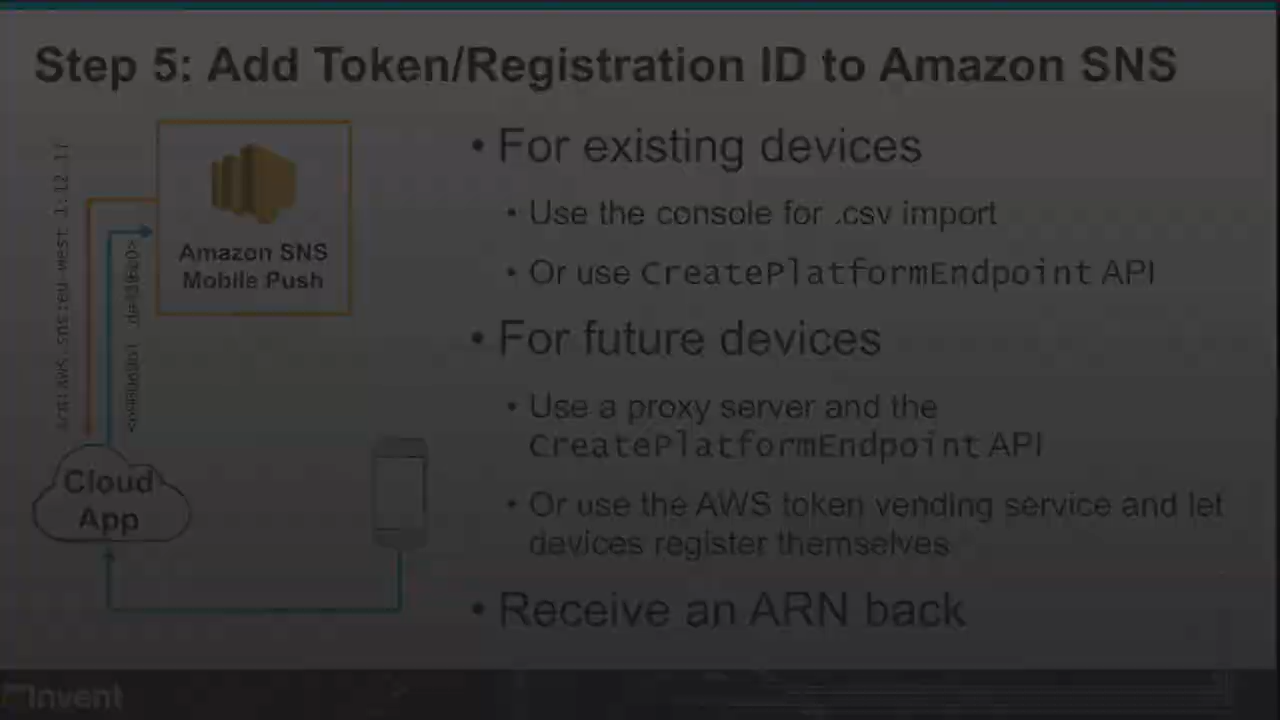 Step 5: Add Token/Registration ID to Amazon SNS
Amazon SNS
Mobile Push
Cloud
App
• For existing devices
• Use the console for .csv import
• Or use CreatePlatformEndpoint API
• For future devices
• Use a proxy server and the
CreatePlatformEndpoint API
• Or use the AWS token vending service and let
devices register themselves
• Receive an ARN back
Invent